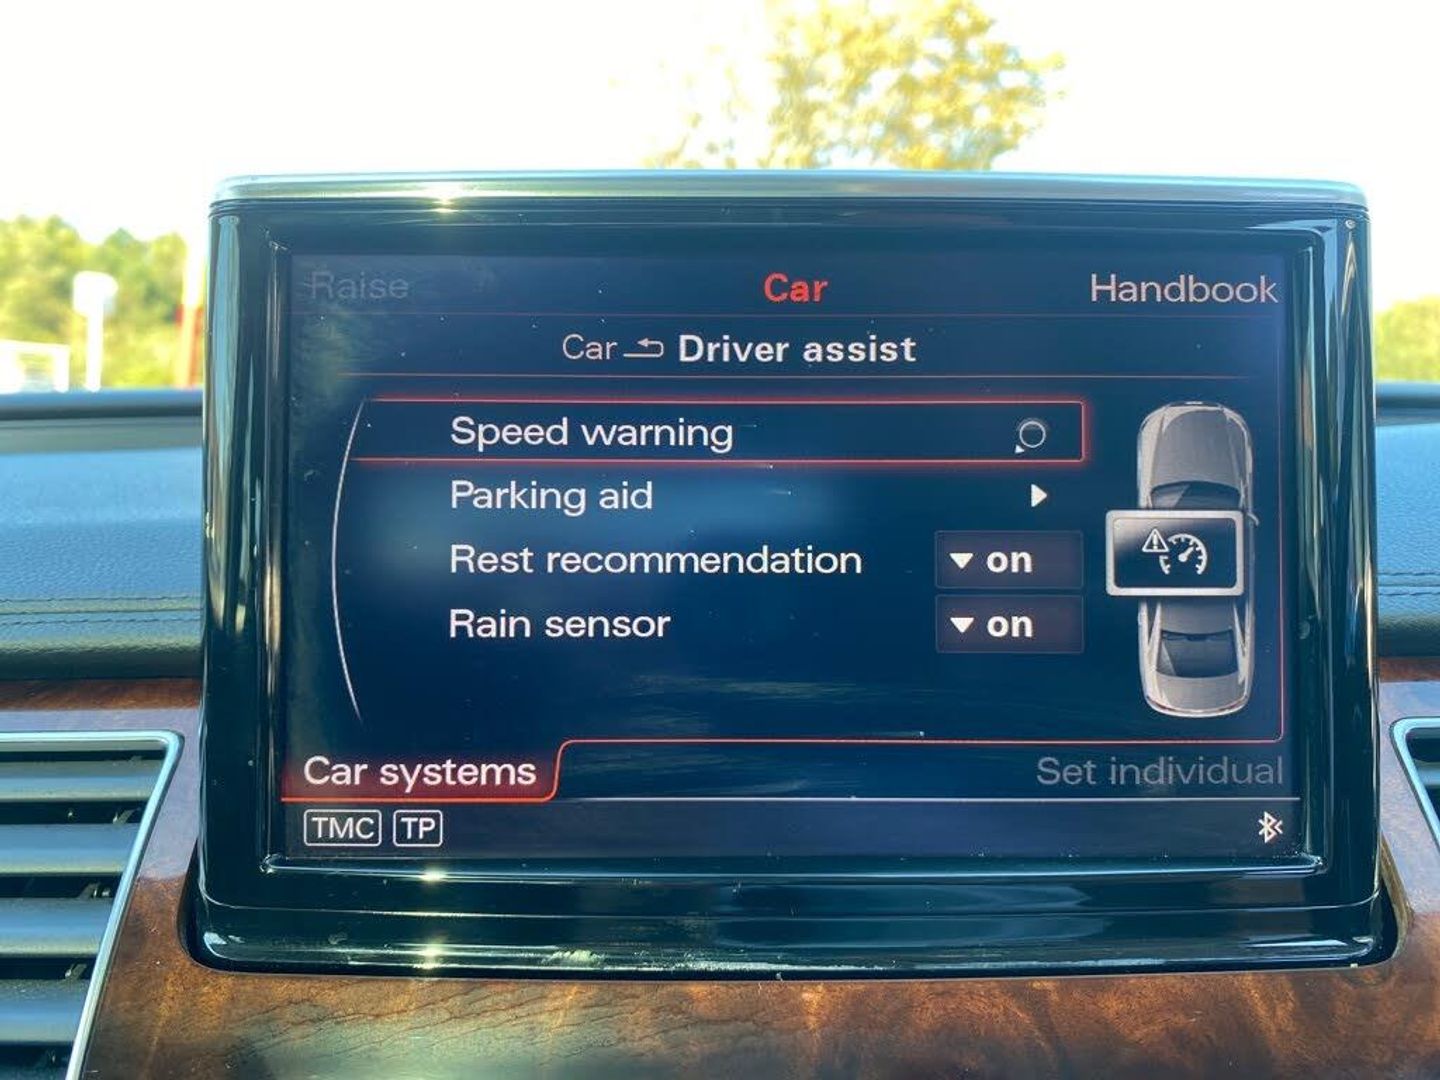 Raise Car Handbook
Car Driver assist
Speed warning
Parking aid
Rest recommendation on
Rain sensor on
Car systems Set individual
TMC TP